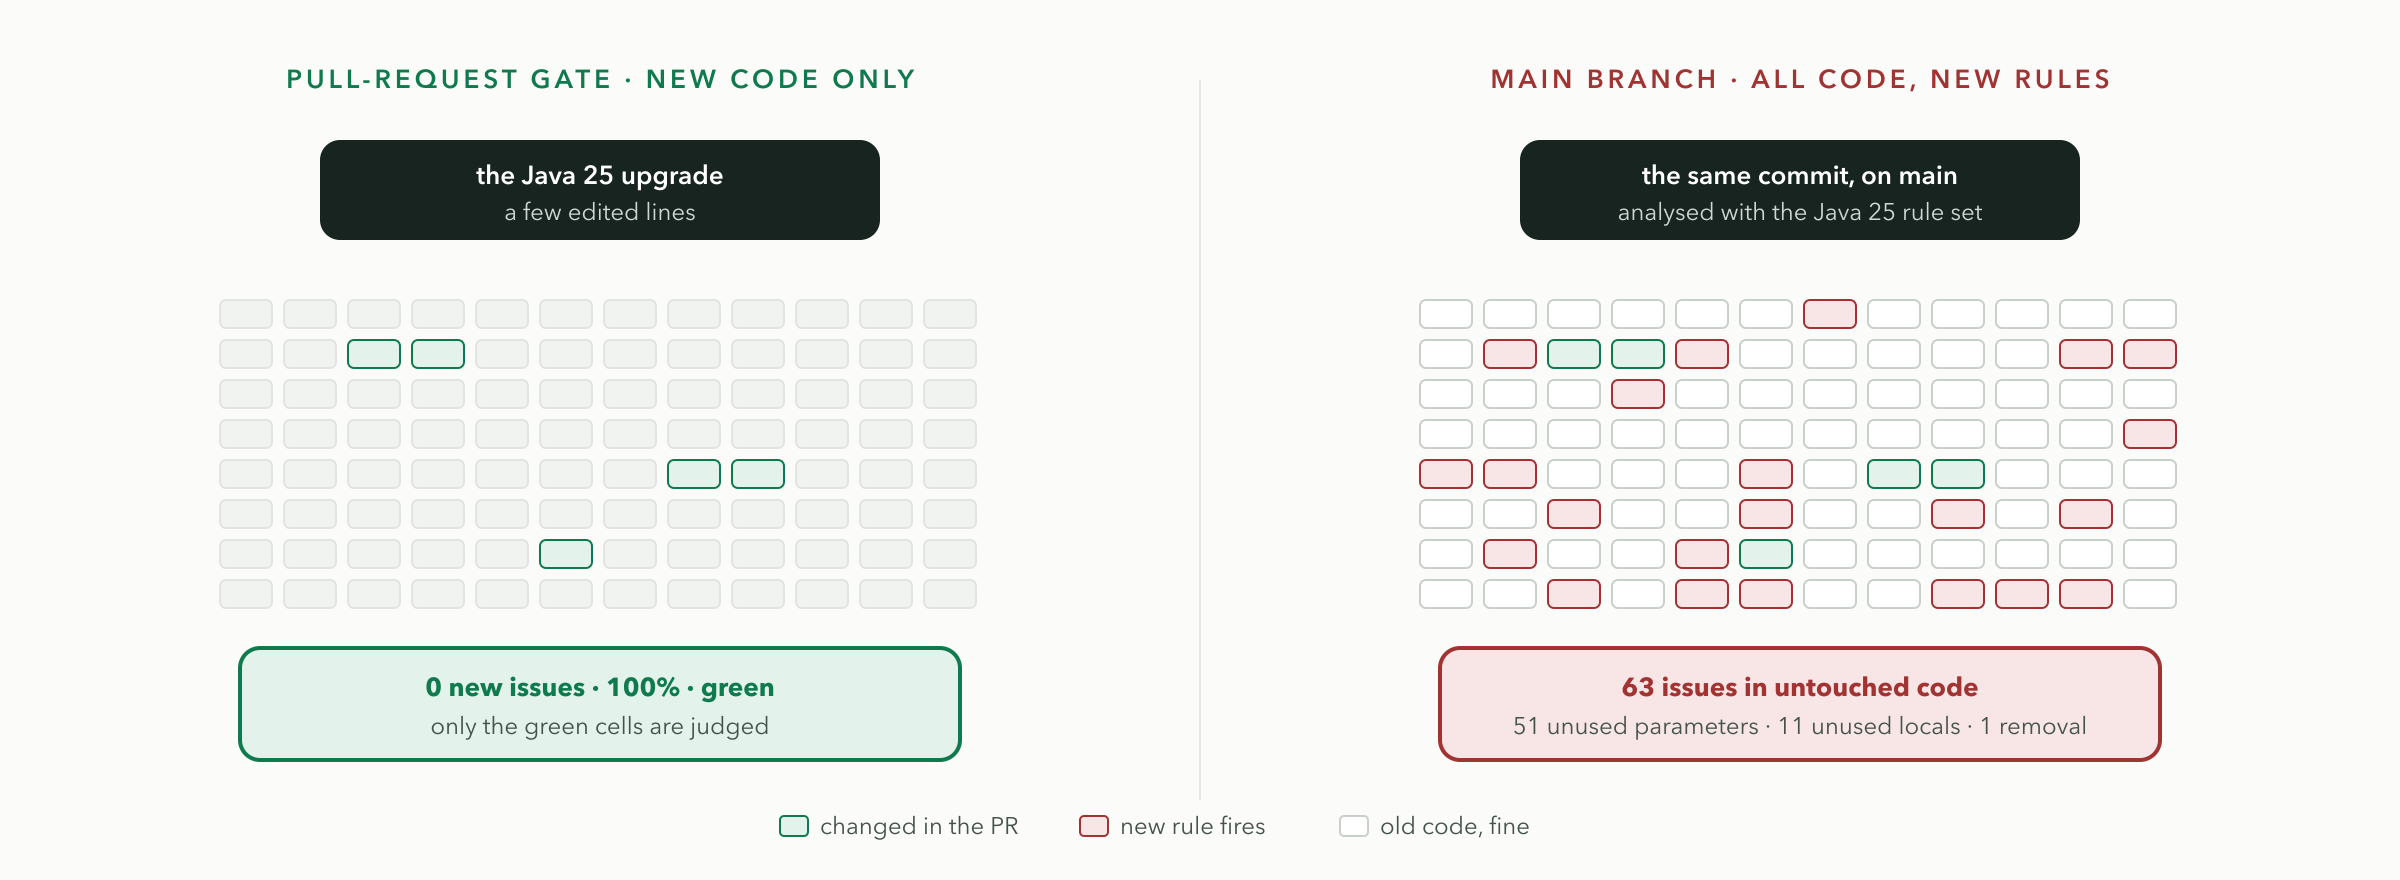 PULL-REQUEST GATE · NEW CODE ONLY
the Java 25 upgrade
a few edited lines
0 new issues · 100% · green
only the green cells are judged
MAIN BRANCH · ALL CODE, NEW RULES
the same commit, on main
analysed with the Java 25 rule set
63 issues in untouched code
51 unused parameters · 11 unused locals · 1 removal
changed in the PR
new rule fires
old code, fine